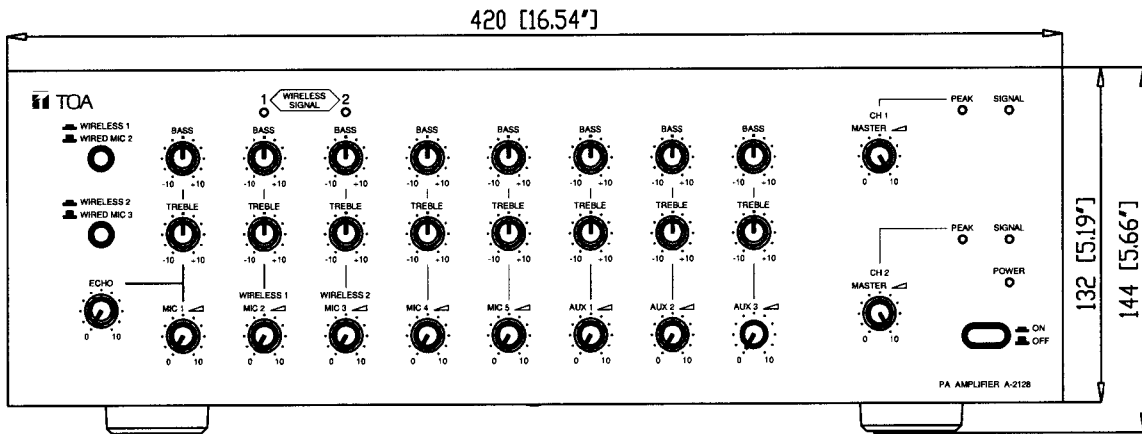 420 [16.54"]
TOA
1 WIRELESS SIGNAL 2
PEAK SIGNAL
WIRELESS 1
WIRED MIC 2
CH 1
MASTER
0 10
BASS BASS BASS BASS BASS BASS BASS BASS
-10 +10 -10 +10 -10 +10 -10 +10 -10 +10 -10 +10 -10 +10 -10 +10
WIRELESS 2
WIRED MIC 3
TREBLE TREBLE TREBLE TREBLE TREBLE TREBLE TREBLE TREBLE
-10 +10 -10 +10 -10 +10 -10 +10 -10 +10 -10 +10 -10 +10 -10 +10
PEAK SIGNAL
CH 2
MASTER
0 10
POWER
ECHO
0 10
WIRELESS 1 WIRELESS 2
MIC 1 MIC 2 MIC 3 MIC 4 MIC 5 AUX 1 AUX 2 AUX 3
0 10 0 10 0 10 0 10 0 10 0 10 0 10 0 10
ON
OFF
PA AMPLIFIER A-2128
132 [5.19"]
144 [5.66"]